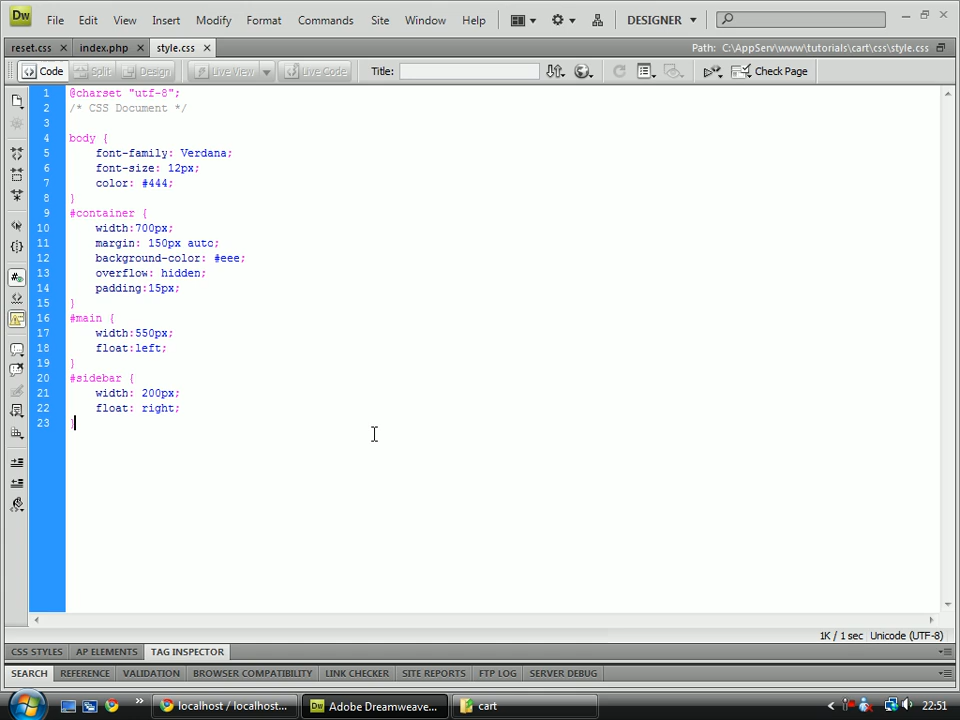 Dw File Edit View Insert Modify Format Commands Site Window Help DESIGNER
reset.css index.php style.css Path: C:\AppServ\www\tutorials\cart\css\style.css
Code Split Design Live View Live Code Title: Check Page
1 @charset "utf-8";
2 /* CSS Document */
3
4 body {
5 font-family: Verdana;
6 font-size: 12px;
7 color: #444;
8 }
9 #container {
10 width:700px;
11 margin: 150px auto;
12 background-color: #eee;
13 overflow: hidden;
14 padding:15px;
15 }
16 #main {
17 width:550px;
18 float:left;
19 }
20 #sidebar {
21 width: 200px;
22 float: right;
23 }
1K / 1 sec Unicode (UTF-8)
CSS STYLES AP ELEMENTS TAG INSPECTOR
SEARCH REFERENCE VALIDATION BROWSER COMPATIBILITY LINK CHECKER SITE REPORTS FTP LOG SERVER DEBUG
localhost / localhost... Dw Adobe Dreamweave... cart 22:51